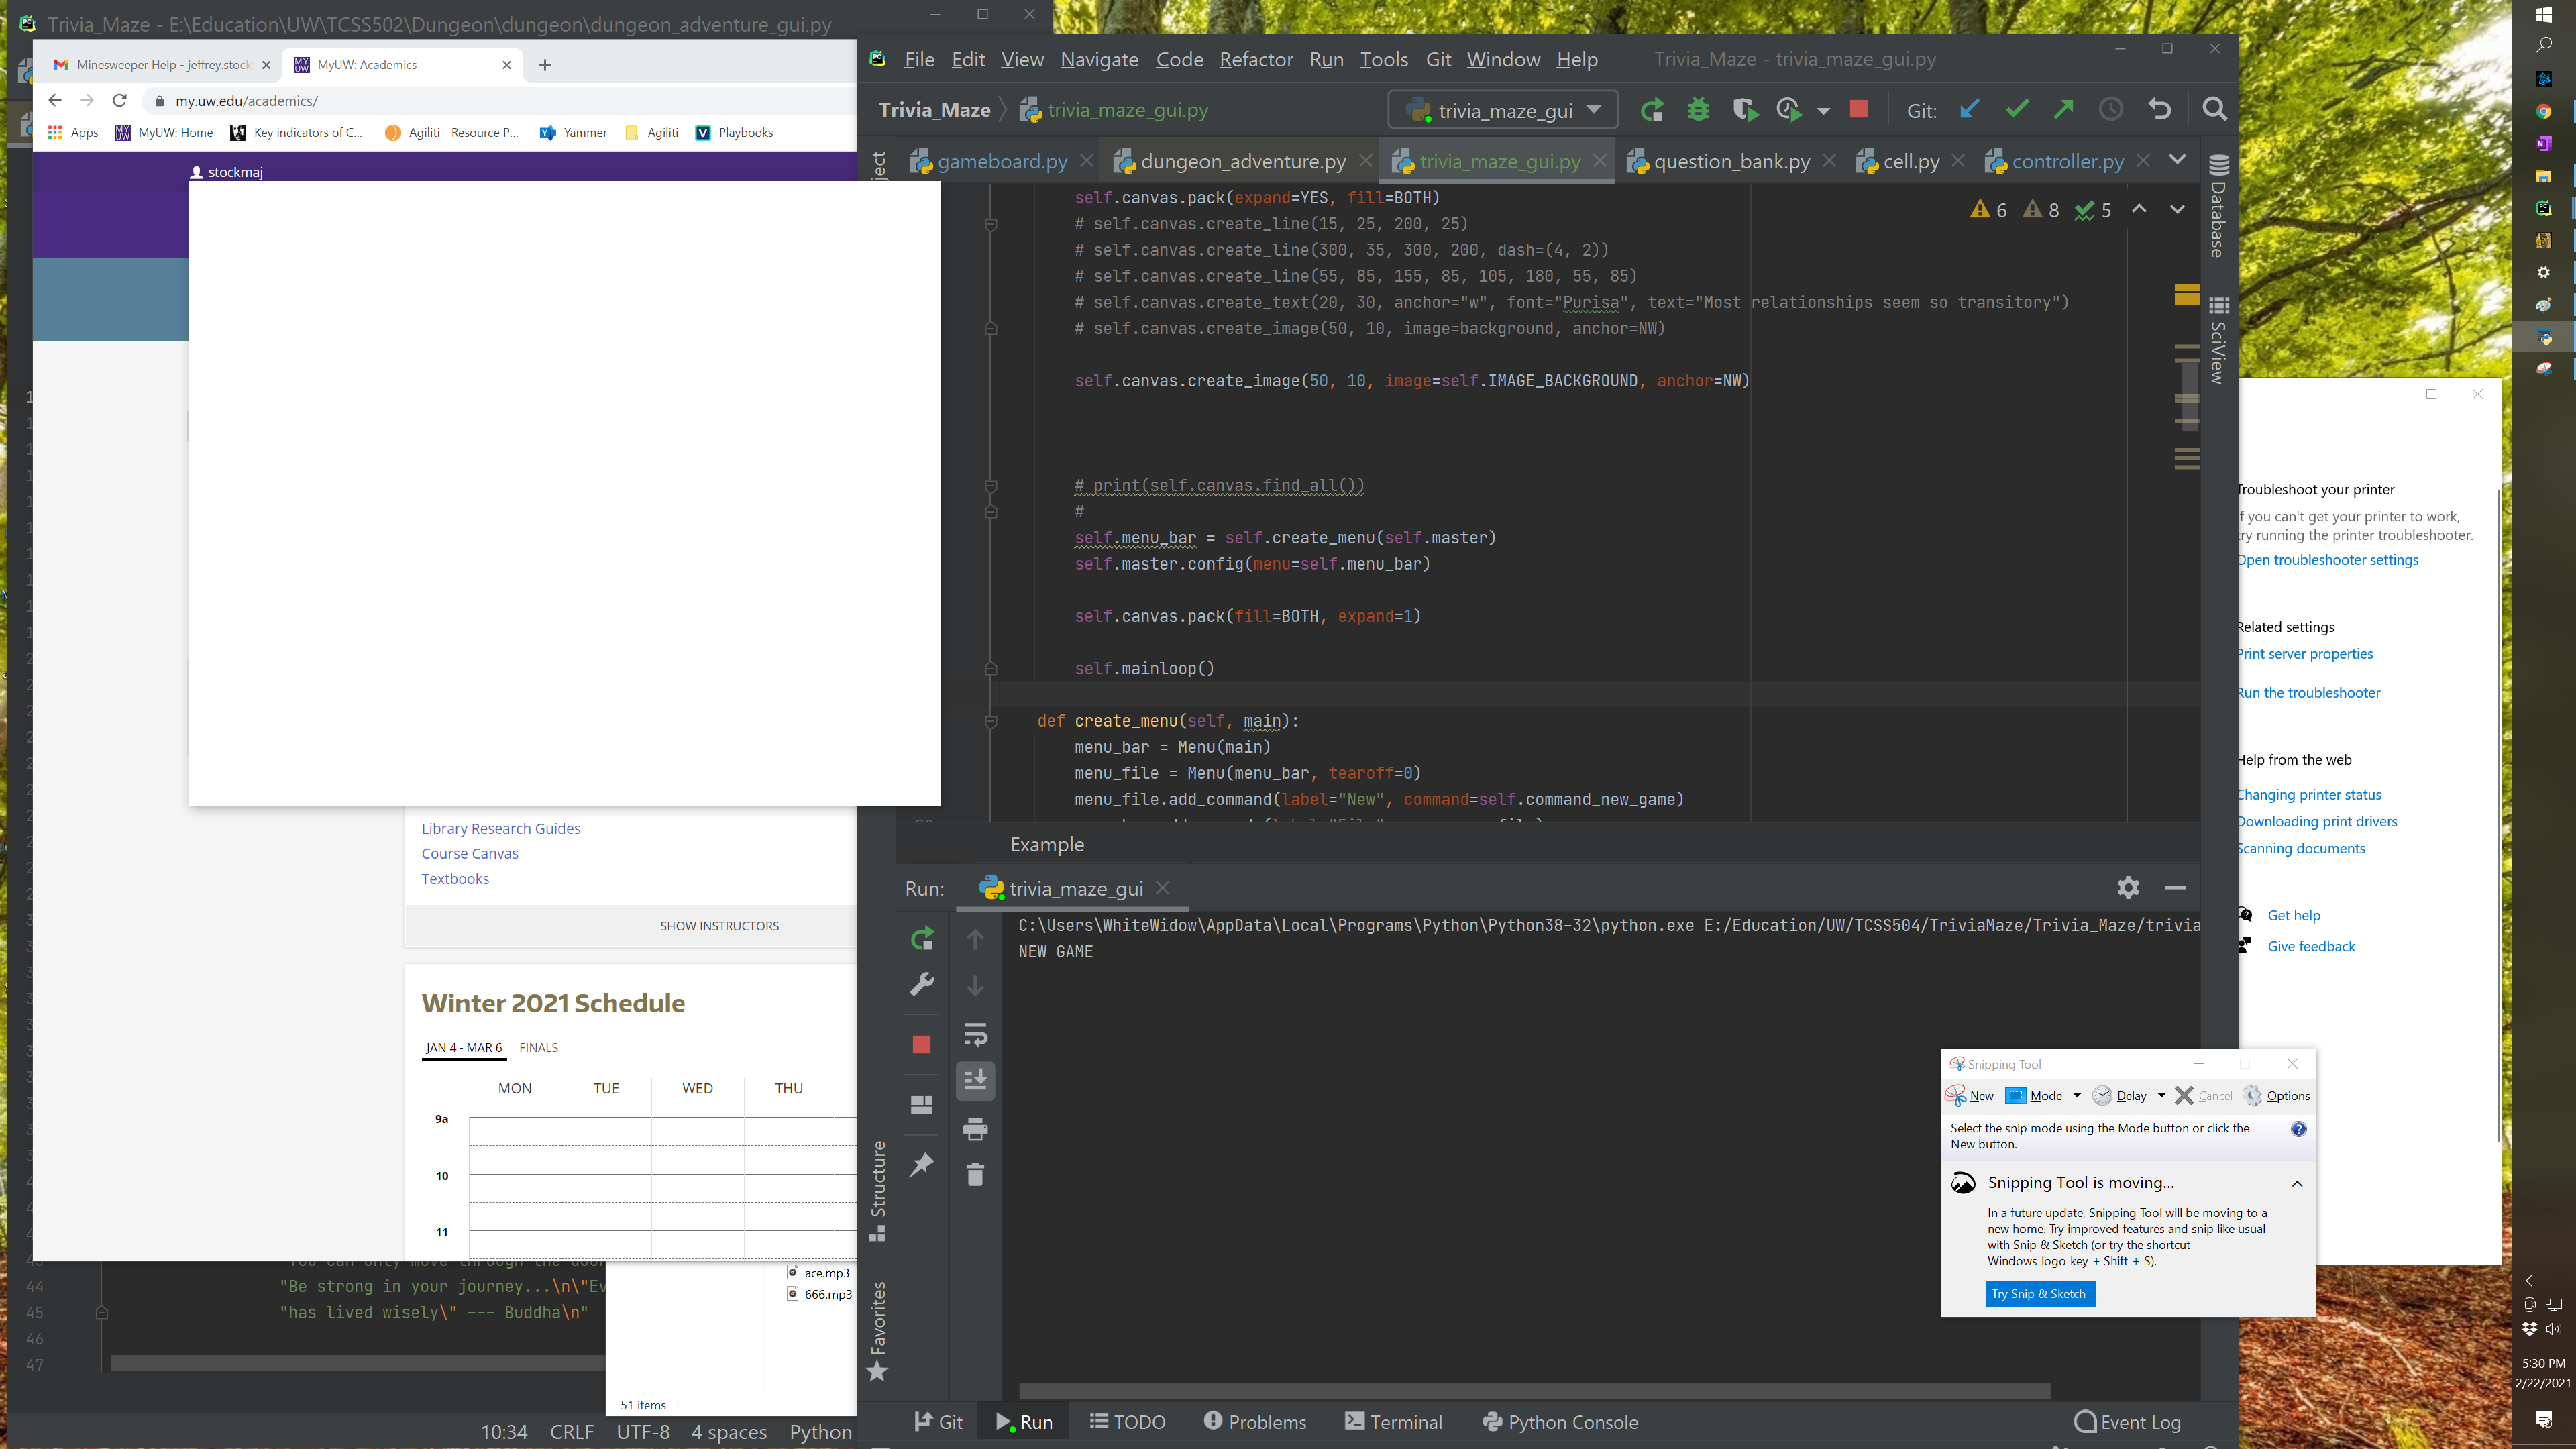 Trivia_Maze - E:\Education\UW\TCSS502\Dungeon\dungeon\dungeon_adventure_gui.py
Minesweeper Help - jeffrey.stock
MyUW: Academics
my.uw.edu/academics/
Apps
MyUW: Home
Key indicators of C...
Agiliti - Resource P...
Yammer
Agiliti
Playbooks
stockmaj
Library Research Guides
Course Canvas
Textbooks
SHOW INSTRUCTORS
Winter 2021 Schedule
JAN 4 - MAR 6 FINALS
MON TUE WED THU
9a
10
11
44 "Be strong in your journey...\n\"Ev
45 "has lived wisely\" --- Buddha\n"
46
47
ace.mp3
666.mp3
51 items
10:34 CRLF UTF-8 4 spaces Python
File Edit View Navigate Code Refactor Run Tools Git Window Help Trivia_Maze - trivia_maze_gui.py
Trivia_Maze trivia_maze_gui.py trivia_maze_gui Git:
gameboard.py dungeon_adventure.py trivia_maze_gui.py question_bank.py cell.py controller.py
6 8 5
self.canvas.pack(expand=YES, fill=BOTH)
# self.canvas.create_line(15, 25, 200, 25)
# self.canvas.create_line(300, 35, 300, 200, dash=(4, 2))
# self.canvas.create_line(55, 85, 155, 85, 105, 180, 55, 85)
# self.canvas.create_text(20, 30, anchor="w", font="Purisa", text="Most relationships seem so transitory")
# self.canvas.create_image(50, 10, image=background, anchor=NW)
self.canvas.create_image(50, 10, image=self.IMAGE_BACKGROUND, anchor=NW)
# print(self.canvas.find_all())
#
self.menu_bar = self.create_menu(self.master)
self.master.config(menu=self.menu_bar)
self.canvas.pack(fill=BOTH, expand=1)
self.mainloop()
def create_menu(self, main):
menu_bar = Menu(main)
menu_file = Menu(menu_bar, tearoff=0)
menu_file.add_command(label="New", command=self.command_new_game)
Example
Run: trivia_maze_gui
C:\Users\WhiteWidow\AppData\Local\Programs\Python\Python38-32\python.exe E:/Education/UW/TCSS504/TriviaMaze/Trivia_Maze/trivia
NEW GAME
Structure
Favorites
Database
SciView
Git Run TODO Problems Terminal Python Console Event Log
Troubleshoot your printer
If you can't get your printer to work,
try running the printer troubleshooter.
Open troubleshooter settings
Related settings
Print server properties
Run the troubleshooter
Help from the web
Changing printer status
Downloading print drivers
Scanning documents
Get help
Give feedback
Snipping Tool
New Mode Delay Cancel Options
Select the snip mode using the Mode button or click the
New button.
Snipping Tool is moving...
In a future update, Snipping Tool will be moving to a
new home. Try improved features and snip like usual
with Snip & Sketch (or try the shortcut
Windows logo key + Shift + S).
Try Snip & Sketch
5:30 PM
2/22/2021